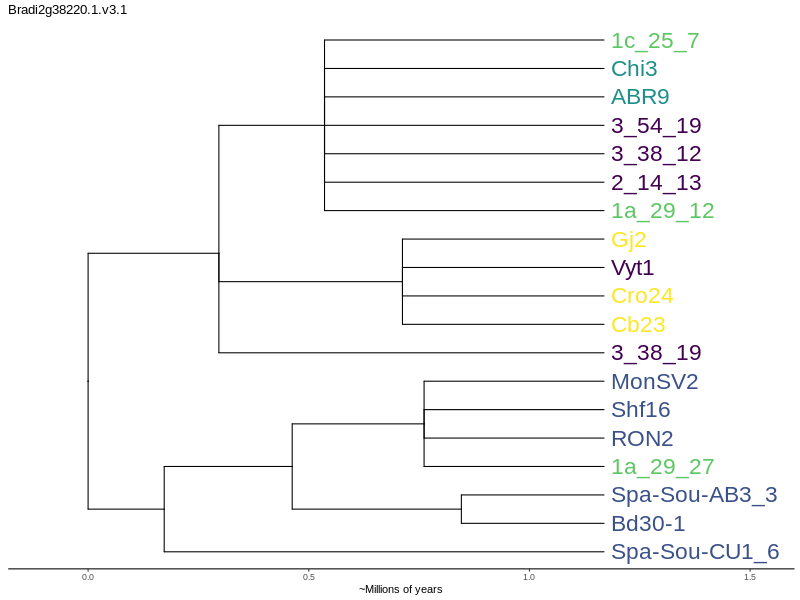 Bradi2g38220.1.v3.1
1c_25_7
Chi3
ABR9
3_54_19
3_38_12
2_14_13
1a_29_12
Gj2
Vyt1
Cro24
Cb23
3_38_19
MonSV2
Shf16
RON2
1a_29_27
Spa-Sou-AB3_3
Bd30-1
Spa-Sou-CU1_6
0.0 0.5 1.0 1.5
~Millions of years